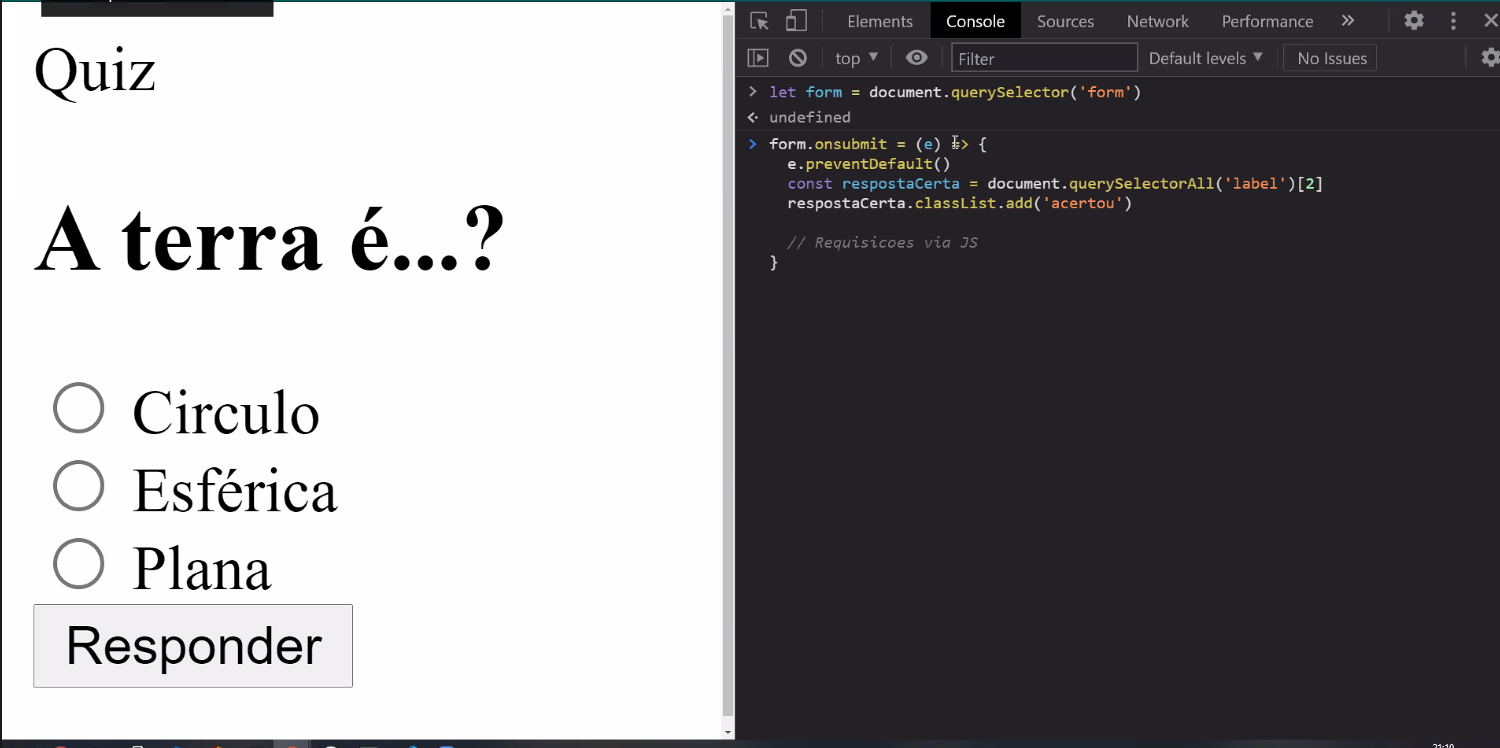 Quiz
A terra é...?
Circulo
Esférica
Plana
Responder
Elements Console Sources Network Performance »
top ▼ Filter Default levels ▼ No Issues
> let form = document.querySelector('form')
undefined
> form.onsubmit = (e) => {
e.preventDefault()
const respostaCerta = document.querySelectorAll('label')[2]
respostaCerta.classList.add('acertou')
// Requisicoes via JS
}